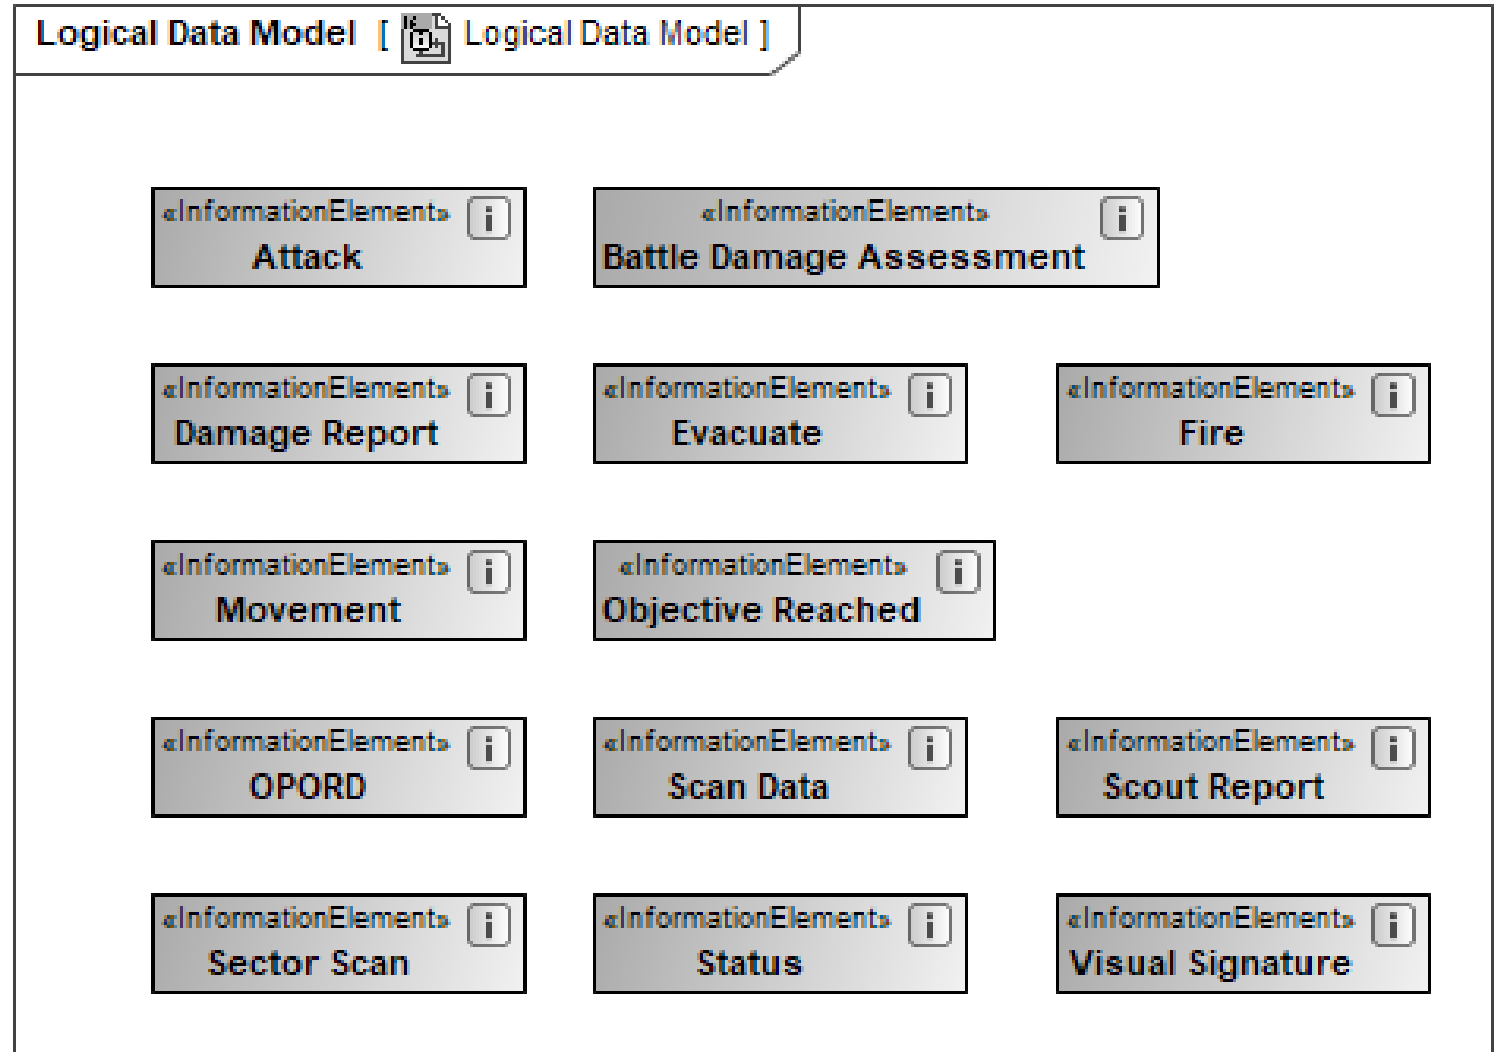 Logical Data Model [ Logical Data Model ]
«InformationElement» i
Attack
«InformationElement» i
Battle Damage Assessment
«InformationElement» i
Damage Report
«InformationElement» i
Evacuate
«InformationElement» i
Fire
«InformationElement» i
Movement
«InformationElement» i
Objective Reached
«InformationElement» i
OPORD
«InformationElement» i
Scan Data
«InformationElement» i
Scout Report
«InformationElement» i
Sector Scan
«InformationElement» i
Status
«InformationElement» i
Visual Signature